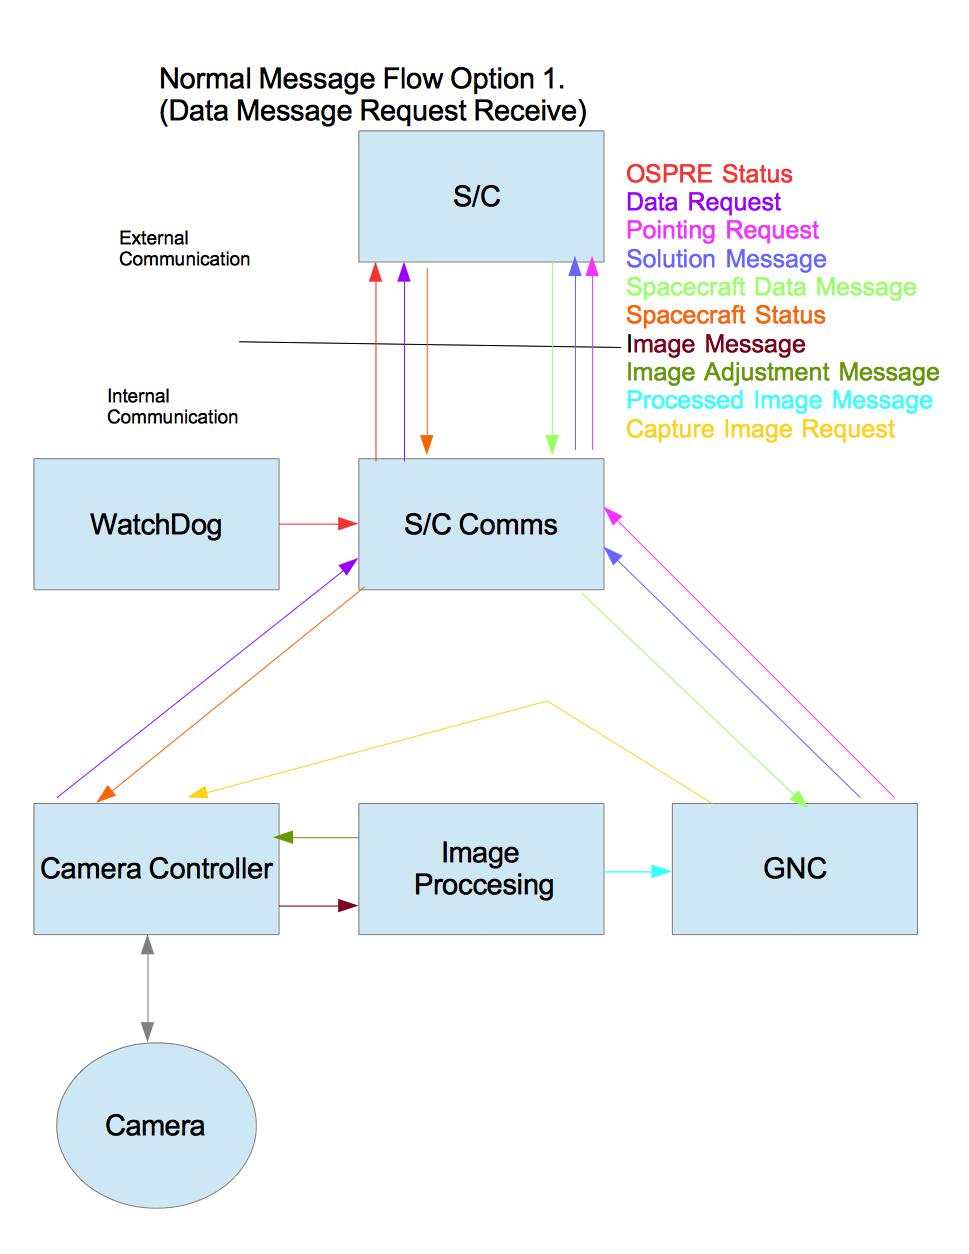 Normal Message Flow Option 1.
(Data Message Request Receive)
S/C
OSPRE Status
Data Request
Pointing Request
Solution Message
Spacecraft Data Message
Spacecraft Status
Image Message
Image Adjustment Message
Processed Image Message
Capture Image Request
External
Communication
Internal
Communication
WatchDog
S/C Comms
Camera Controller
Image
Proccesing
GNC
Camera